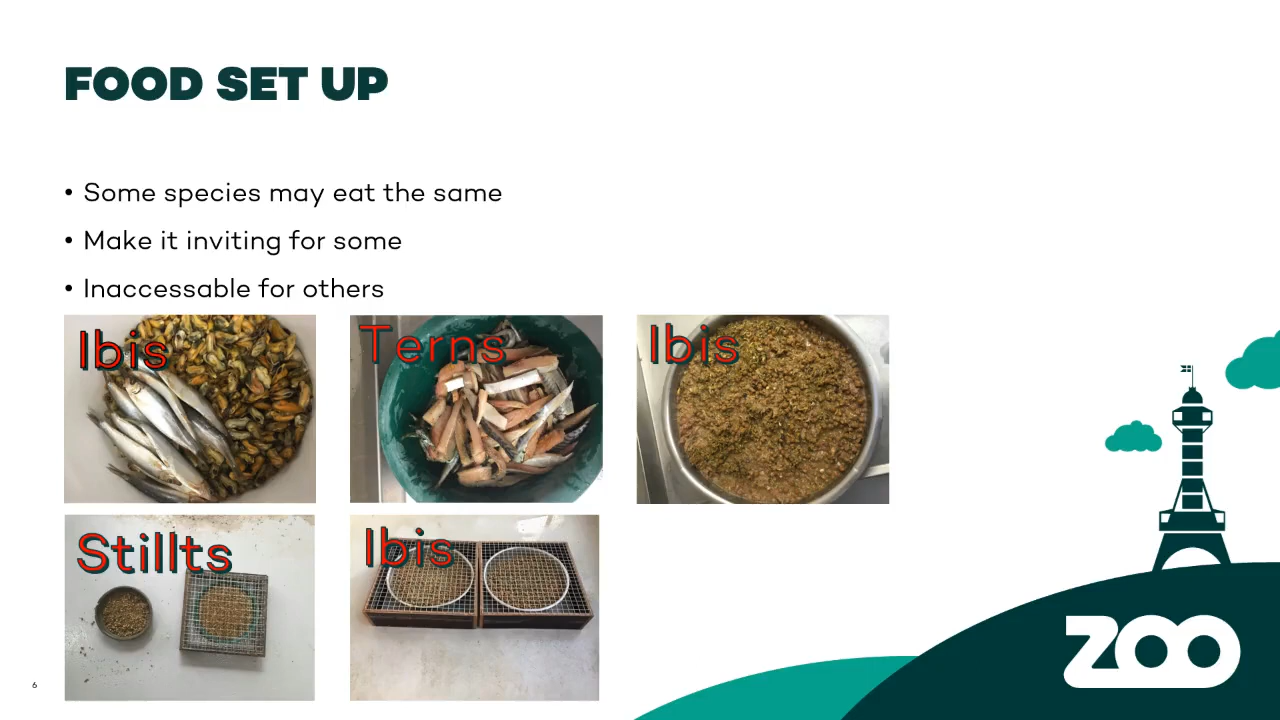 FOOD SET UP
• Some species may eat the same
• Make it inviting for some
• Inaccessable for others
Ibis
Terns
Ibis
Stillts
Ibis
6
ZOO